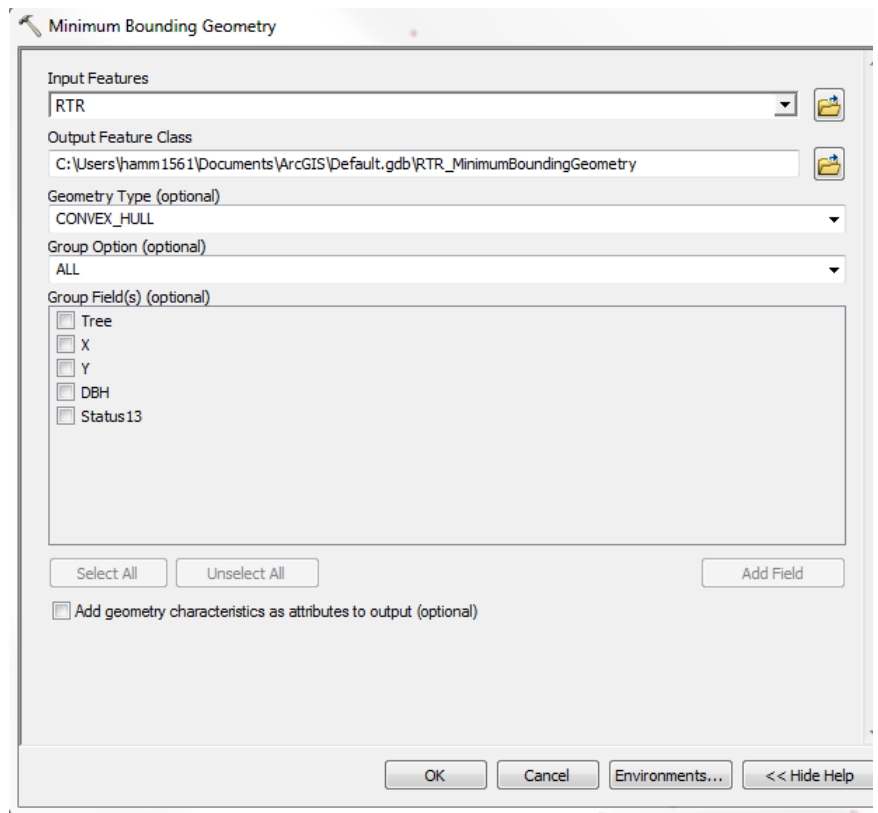 Minimum Bounding Geometry
Input Features
RTR
Output Feature Class
C:\Users\hamm1561\Documents\ArcGIS\Default.gdb\RTR_MinimumBoundingGeometry
Geometry Type (optional)
CONVEX_HULL
Group Option (optional)
ALL
Group Field(s) (optional)
Tree
X
Y
DBH
Status13
Select All Unselect All Add Field
Add geometry characteristics as attributes to output (optional)
OK Cancel Environments... << Hide Help